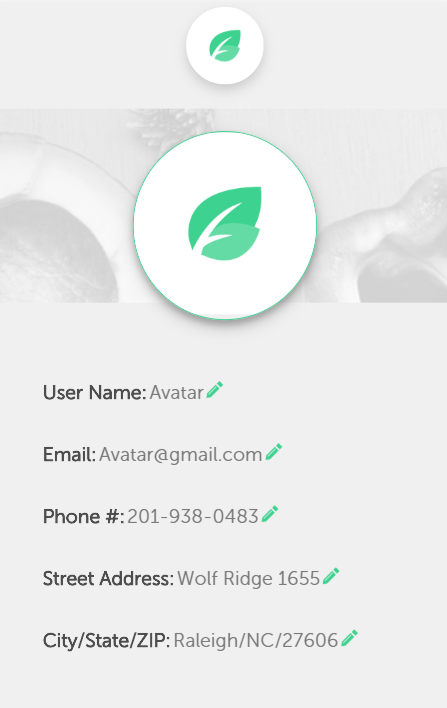 User Name: Avatar
Email: Avatar@gmail.com
Phone #: 201-938-0483
Street Address: Wolf Ridge 1655
City/State/ZIP: Raleigh/NC/27606